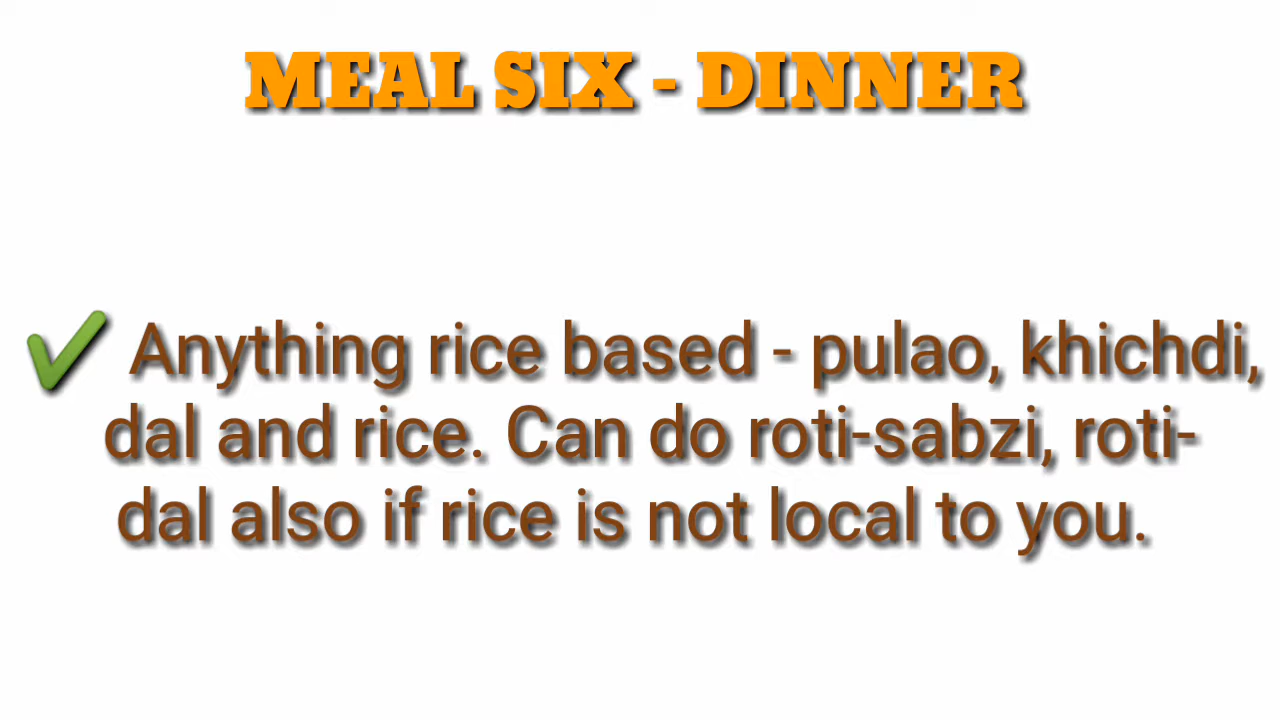 MEAL SIX - DINNER
✔ Anything rice based - pulao, khichdi,
dal and rice. Can do roti-sabzi, roti-
dal also if rice is not local to you.